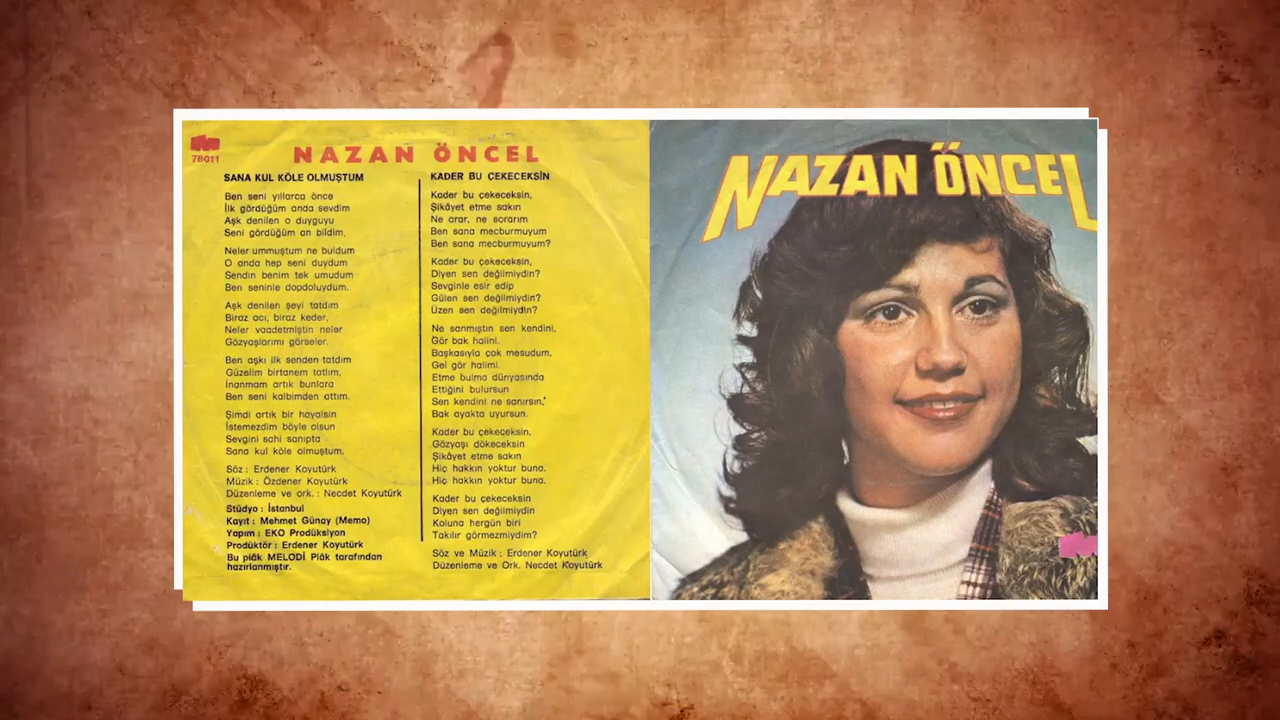 78011
NAZAN ÖNCEL
SANA KUL KÖLE OLMUŞTUM
Ben seni yıllarca önce
İlk gördüğüm anda sevdim
Aşk denilen o duyguyu
Seni gördüğüm an bildim,
Neler ummuştum ne buldum
O anda hep seni duydum
Sendin benim tek umudum
Ben seninle dopdoluydum.
Aşk denilen şeyi tatdım
Biraz acı, biraz keder,
Neler vaadetmiştin neler
Gözyaşlarımı görseler.
Ben aşkı ilk senden tatdım
Güzelim birtanem tatlım,
İnanmam artık bunlara
Ben seni kalbimden attım.
Şimdi artık bir hayalsin
İstemezdim böyle olsun
Sevgini sahi sanıpta
Sana kul köle olmuştum.
Söz : Erdener Koyutürk
Müzik : Özdener Koyutürk
Düzenleme ve ork. : Necdet Koyutürk
Stüdyo : İstanbul
Kayıt : Mehmet Günay (Memo)
Yapım : EKO Prodüksiyon
Prodüktör : Erdener Koyutürk
Bu plâk MELODİ Plâk tarafından
hazırlanmıştır.
KADER BU ÇEKECEKSİN
Kader bu çekeceksin,
Şikâyet etme sakın
Ne arar, ne sorarım
Ben sana mecburmuyum
Ben sana mecburmuyum?
Kader bu çekeceksin,
Diyen sen değilmiydin?
Sevginle esir edip
Gülen sen değilmiydin?
Üzen sen değilmiydin?
Ne sanmıştın sen kendini,
Gör bak halini.
Başkasıyla çok mesudum,
Gel gör halimi.
Etme bulma dünyasında
Ettiğini bulursun
Sen kendini ne sanırsın,
Bak ayakta uyursun.
Kader bu çekeceksin,
Gözyaşı dökeceksin
Şikâyet etme sakın
Hiç hakkın yoktur buna.
Hiç hakkın yoktur buna.
Kader bu çekeceksin
Diyen sen değilmiydin
Koluna hergün biri
Takılır görmezmiydim?
Söz ve Müzik : Erdener Koyutürk
Düzenleme ve Ork. Necdet Koyutürk
NAZAN ÖNCEL